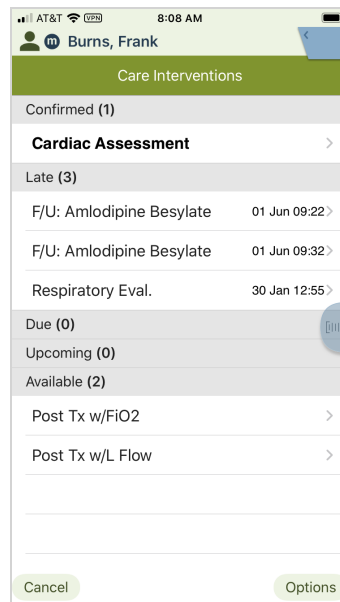 AT&T VPN 8:08 AM
m Burns, Frank
Care Interventions
Confirmed (1)
Cardiac Assessment
Late (3)
F/U: Amlodipine Besylate 01 Jun 09:22
F/U: Amlodipine Besylate 01 Jun 09:32
Respiratory Eval. 30 Jan 12:55
Due (0)
Upcoming (0)
Available (2)
Post Tx w/FiO2
Post Tx w/L Flow
Cancel Options